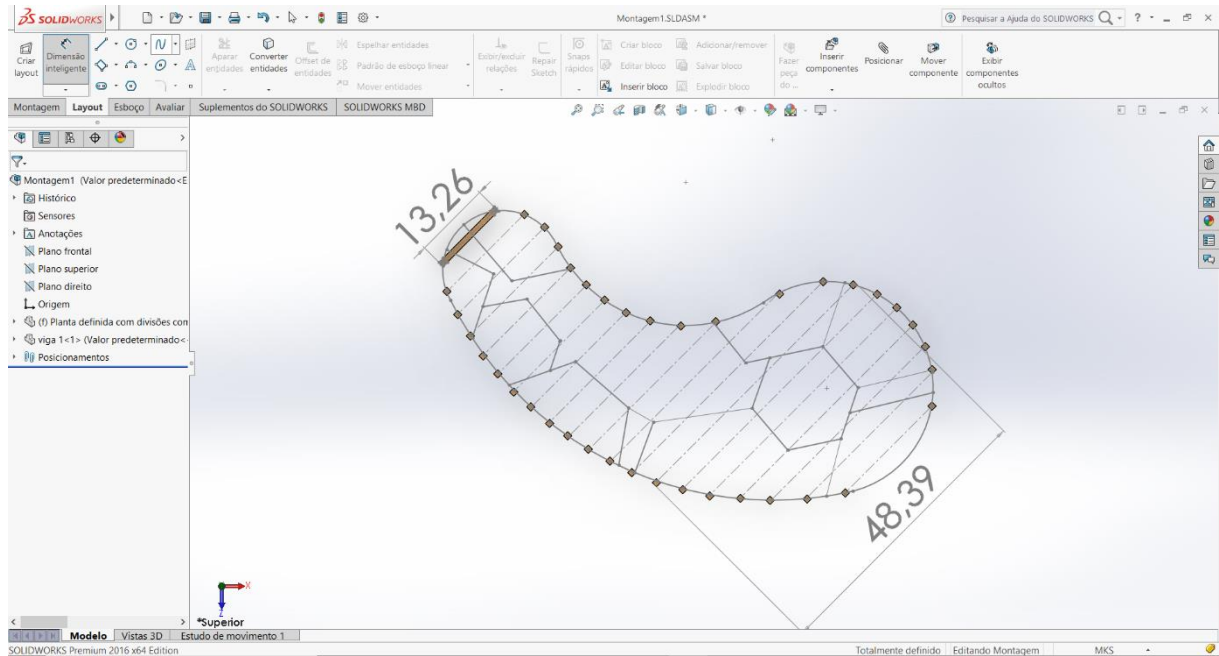 SOLIDWORKS
Montagem1.SLDASM *
Pesquisar a Ajuda do SOLIDWORKS
Criar layout
Dimensão inteligente
Aparar entidades
Converter entidades
Offset de entidades
Espelhar entidades
Padrão de esboço linear
Mover entidades
Exibir/excluir relações
Repair Sketch
Snaps rápidos
Criar bloco
Editar bloco
Inserir bloco
Adicionar/remover
Salvar bloco
Explodir bloco
Fazer peça do ...
Inserir componentes
Posicionar
Mover componente
Exibir componentes ocultos
Montagem Layout Esboço Avaliar Suplementos do SOLIDWORKS SOLIDWORKS MBD
Montagem1 (Valor predeterminado<E
Histórico
Sensores
Anotações
Plano frontal
Plano superior
Plano direito
Origem
(f) Planta definida com divisões con
viga 1<1> (Valor predeterminado<
Posicionamentos
13,26
48,39
X
Z
*Superior
Modelo Vistas 3D Estudo de movimento 1
SOLIDWORKS Premium 2016 x64 Edition
Totalmente definido Editando Montagem MKS